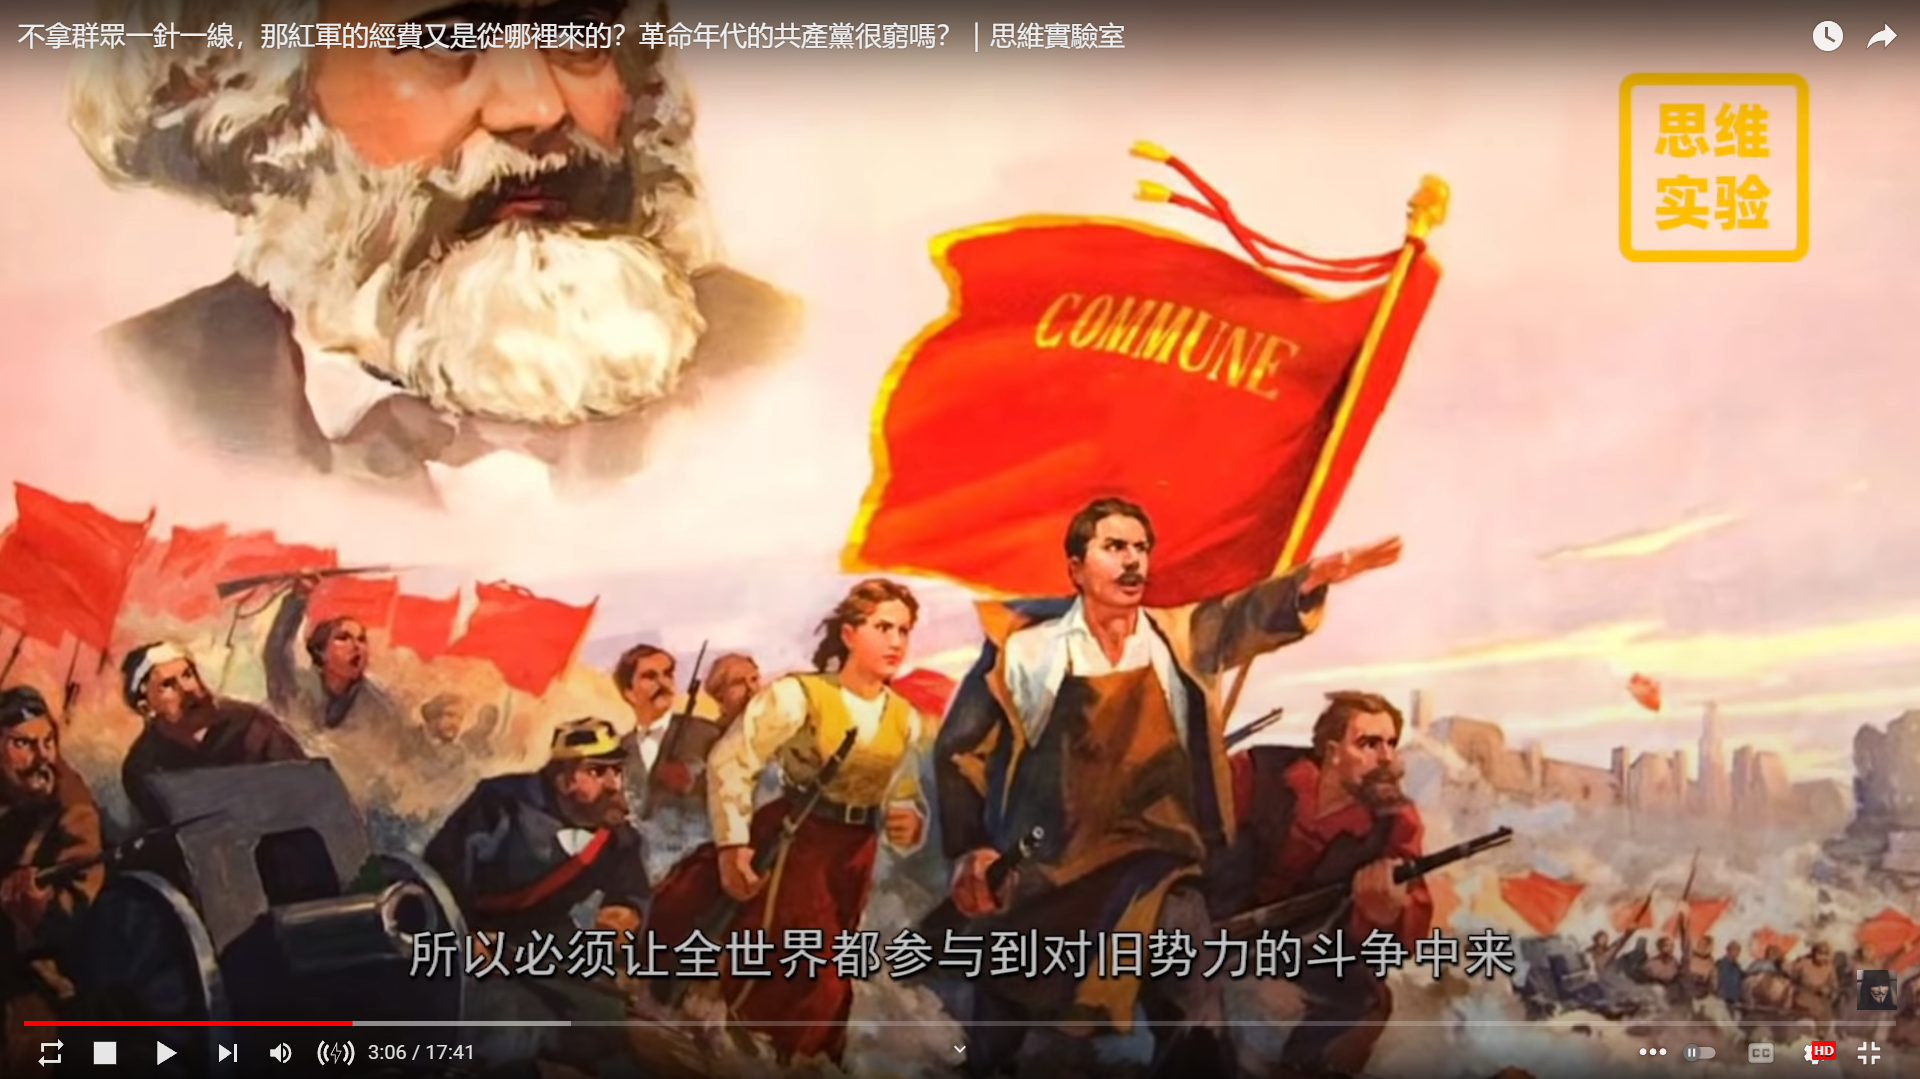 不拿群眾一針一線，那紅軍的經費又是從哪裡來的？革命年代的共產黨很窮嗎？｜思維實驗室
思维
实验
COMMUNE
所以必须让全世界都参与到对旧势力的斗争中来
3:06 / 17:41
CC
HD